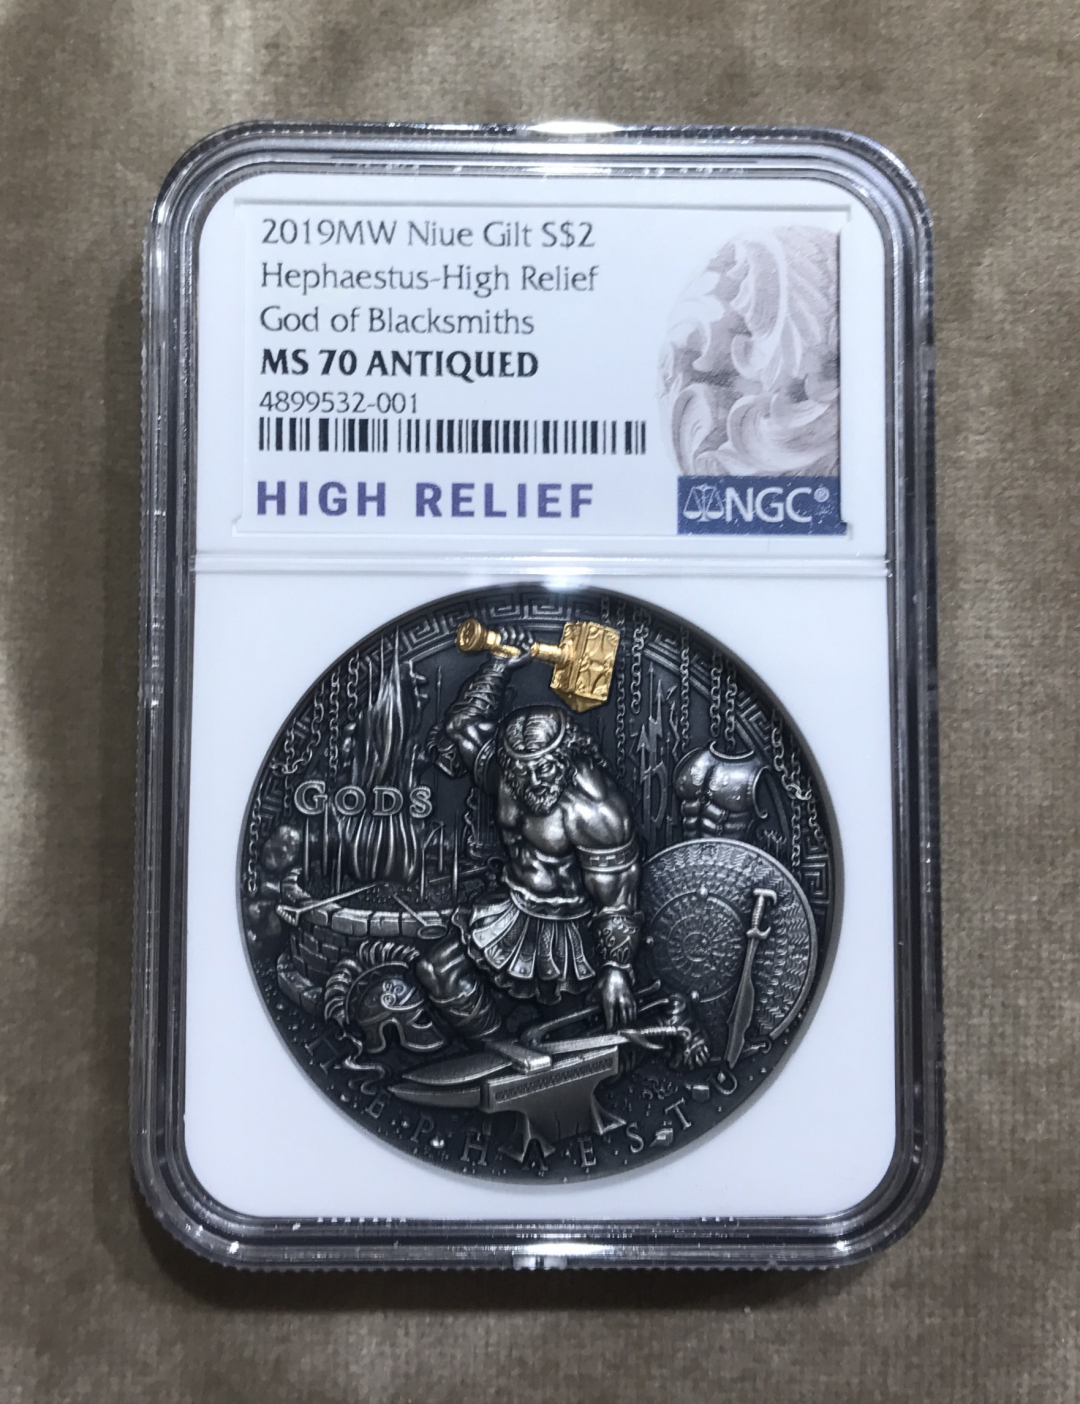 2019MW Niue Gilt S$2
Hephaestus-High Relief
God of Blacksmiths
MS 70 ANTIQUED
4899532-001
HIGH RELIEF
NGC®
GODS
HEPHAESTUS